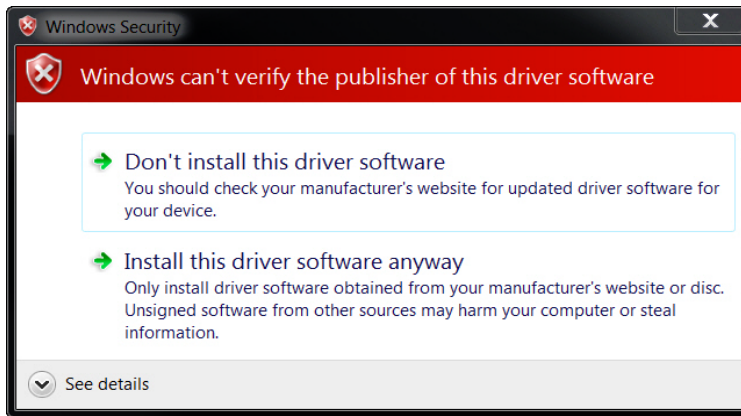 Windows Security
Windows can't verify the publisher of this driver software
Don't install this driver software
You should check your manufacturer's website for updated driver software for
your device.
Install this driver software anyway
Only install driver software obtained from your manufacturer's website or disc.
Unsigned software from other sources may harm your computer or steal
information.
See details